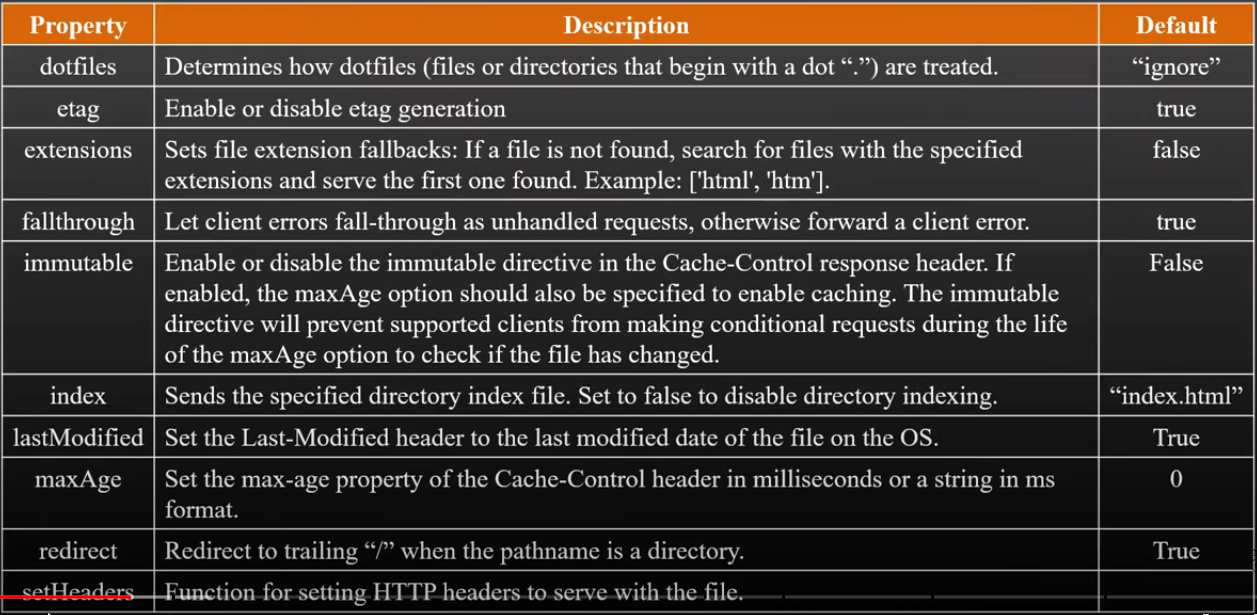 Property Description Default
dotfiles Determines how dotfiles (files or directories that begin with a dot “.”) are treated. “ignore”
etag Enable or disable etag generation true
extensions Sets file extension fallbacks: If a file is not found, search for files with the specified false
extensions and serve the first one found. Example: ['html', 'htm'].
fallthrough Let client errors fall-through as unhandled requests, otherwise forward a client error. true
immutable Enable or disable the immutable directive in the Cache-Control response header. If False
enabled, the maxAge option should also be specified to enable caching. The immutable
directive will prevent supported clients from making conditional requests during the life
of the maxAge option to check if the file has changed.
index Sends the specified directory index file. Set to false to disable directory indexing. “index.html”
lastModified Set the Last-Modified header to the last modified date of the file on the OS. True
maxAge Set the max-age property of the Cache-Control header in milliseconds or a string in ms 0
format.
redirect Redirect to trailing “/” when the pathname is a directory. True
setHeaders Function for setting HTTP headers to serve with the file.